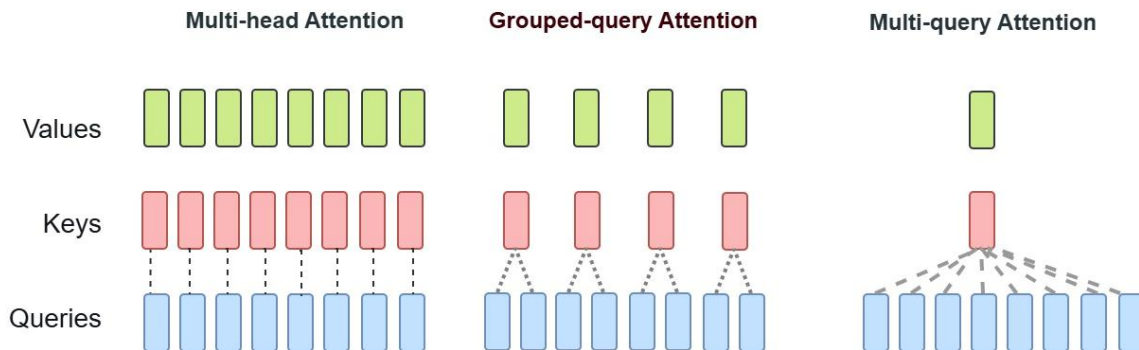 Multi-head Attention
Grouped-query Attention
Multi-query Attention
Values
Keys
Queries